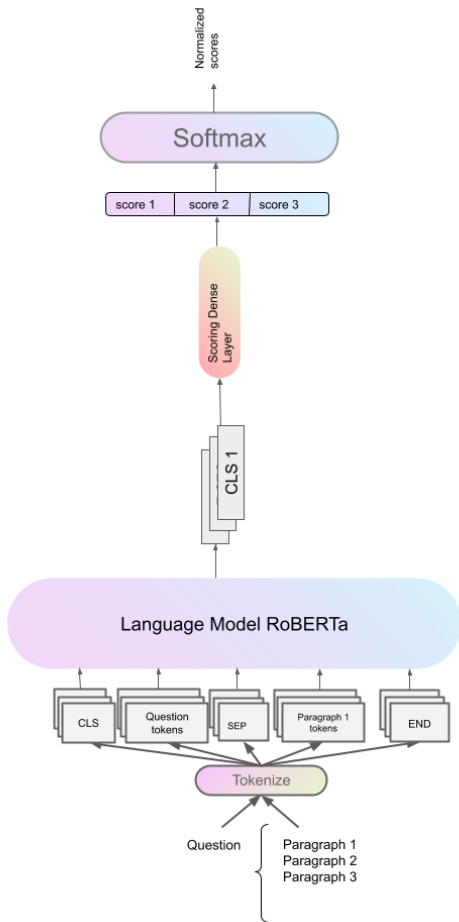 Normalized
scores
Softmax
score 1
score 2
score 3
Scoring Dense
Layer
CLS 1
Language Model RoBERTa
CLS
Question
tokens
SEP
Paragraph 1
tokens
END
Tokenize
Question
Paragraph 1
Paragraph 2
Paragraph 3